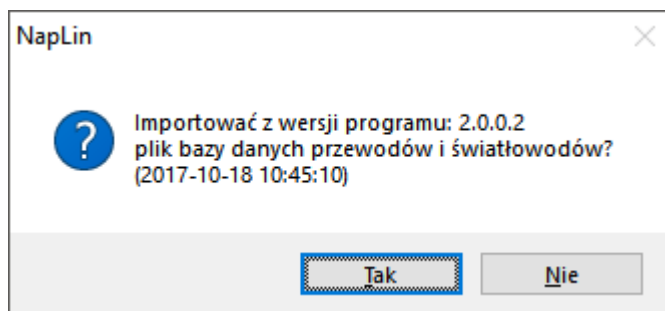 NapLin
Importować z wersji programu: 2.0.0.2
plik bazy danych przewodów i światłowodów?
(2017-10-18 10:45:10)
Tak
Nie